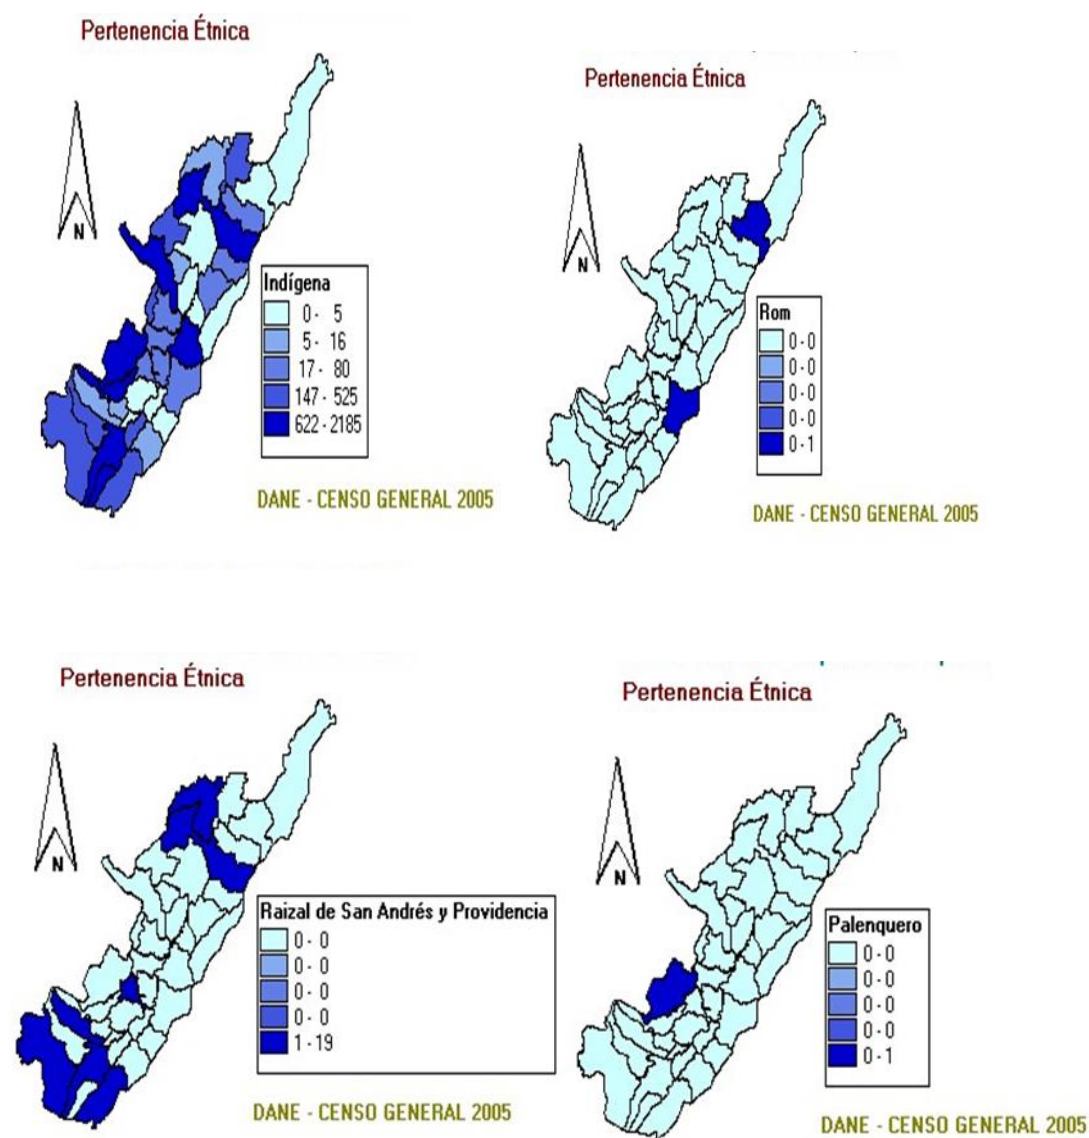 Pertenencia Étnica
N
Indígena
0 - 5
5 - 16
17 - 80
147 - 525
622 - 2185
DANE - CENSO GENERAL 2005
Pertenencia Étnica
N
Rom
0 - 0
0 - 0
0 - 0
0 - 0
0 - 1
DANE - CENSO GENERAL 2005
Pertenencia Étnica
N
Raizal de San Andrés y Providencia
0 - 0
0 - 0
0 - 0
0 - 0
1 - 19
DANE - CENSO GENERAL 2005
Pertenencia Étnica
N
Palenquero
0 - 0
0 - 0
0 - 0
0 - 0
0 - 1
DANE - CENSO GENERAL 2005